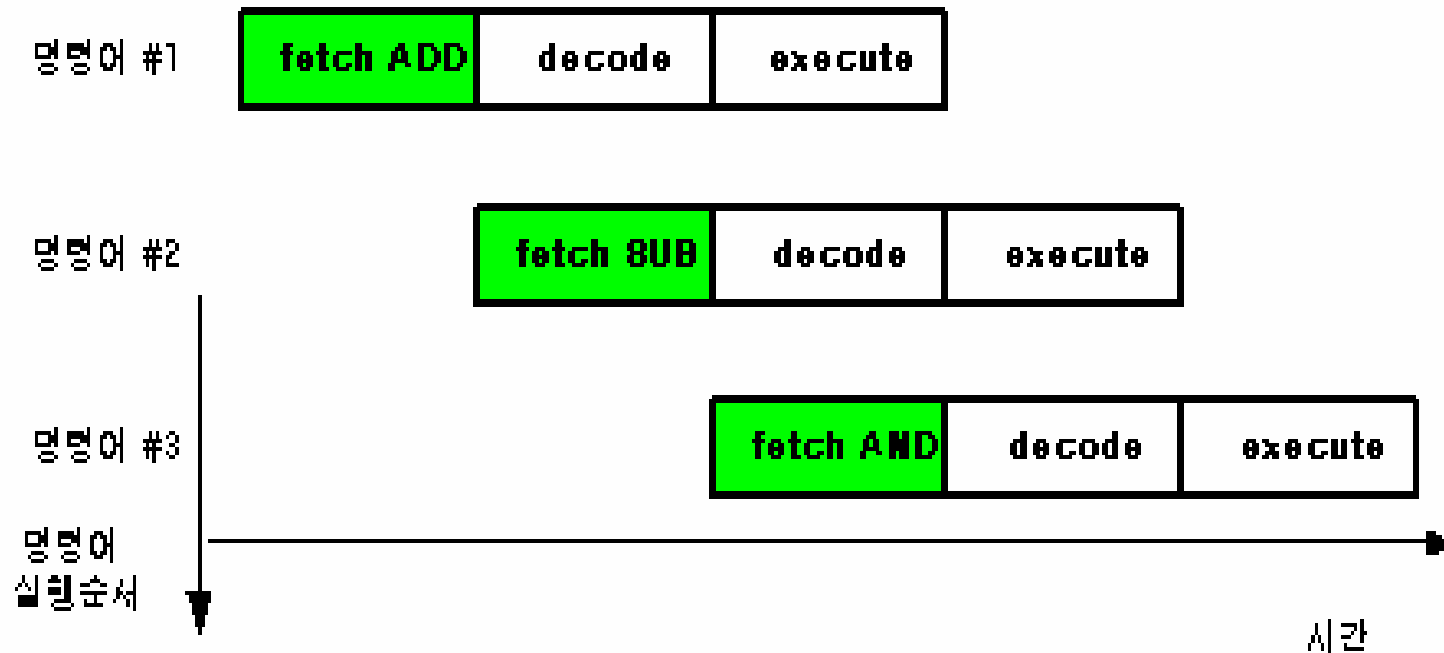 명령어 #1
fetch ADD
decode
execute
명령어 #2
fetch SUB
decode
execute
명령어 #3
fetch AND
decode
execute
명령어
실행순서
시간